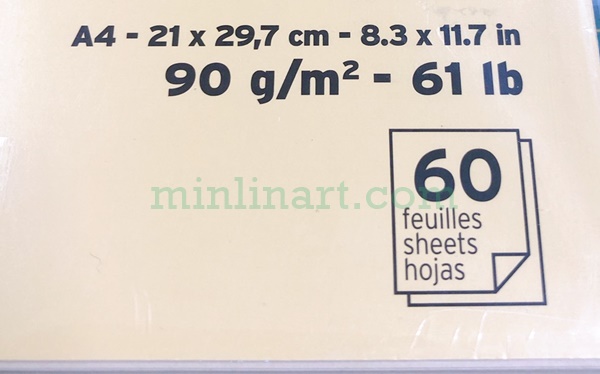 A4 - 21 x 29,7 cm - 8.3 x 11.7 in
90 g/m² - 61 lb
60
minlinart.com
feuilles
sheets
hojas